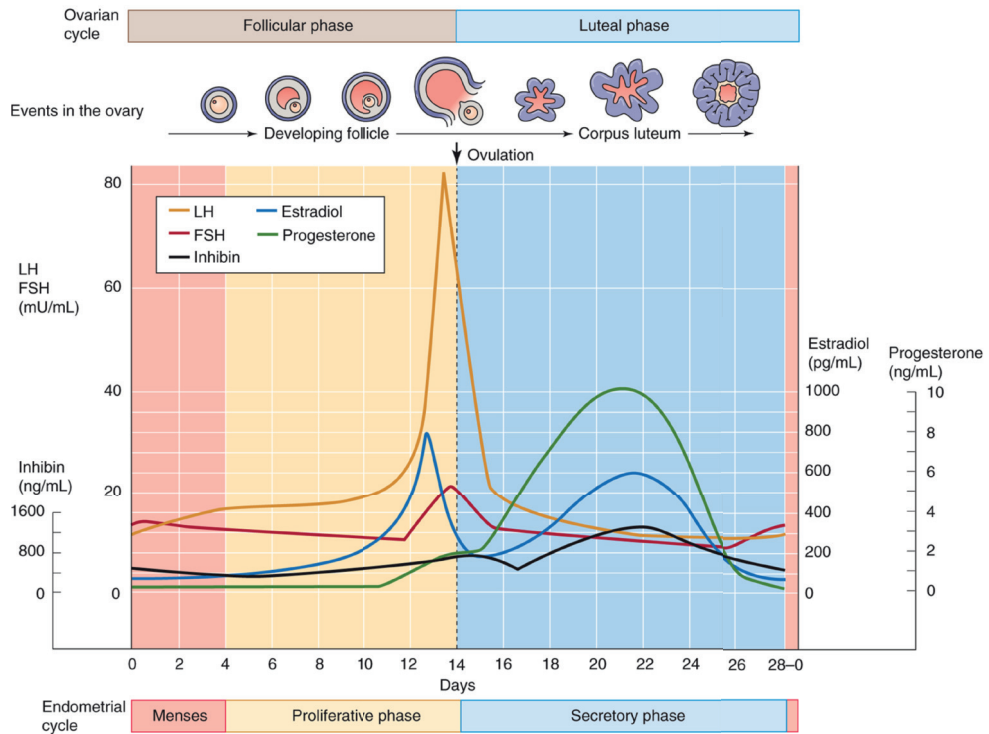 Ovarian
cycle
Follicular phase
Luteal phase
Events in the ovary
Developing follicle
Corpus luteum
Ovulation
80
60
40
20
0
LH
FSH
(mU/mL)
LH
FSH
Inhibin
Estradiol
Progesterone
Inhibin
(ng/mL)
1600
800
0
Estradiol
(pg/mL)
1000
800
600
400
200
0
Progesterone
(ng/mL)
10
8
6
4
2
0
0 2 4 6 8 10 12 14 16 18 20 22 24 26 28–0
Days
Endometrial
cycle
Menses
Proliferative phase
Secretory phase